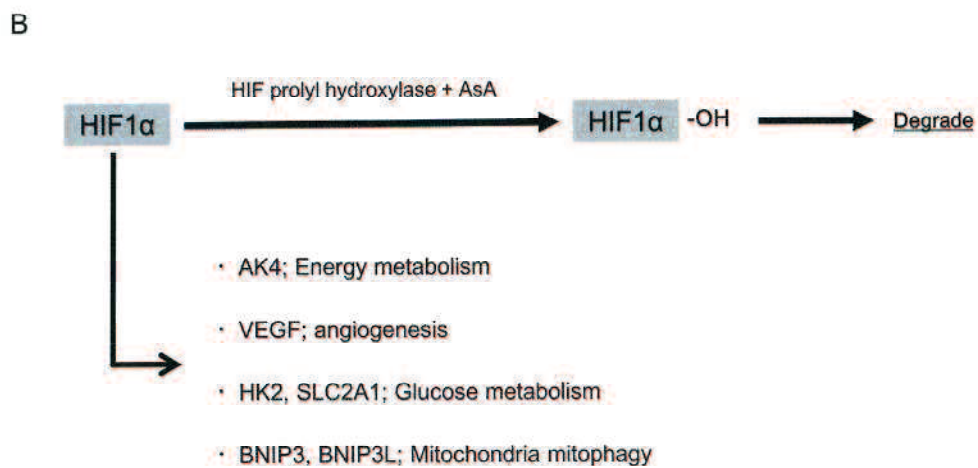 B
HIF prolyl hydroxylase + AsA
HIF1α
HIF1α -OH
Degrade
· AK4; Energy metabolism
· VEGF; angiogenesis
· HK2, SLC2A1; Glucose metabolism
· BNIP3, BNIP3L; Mitochondria mitophagy